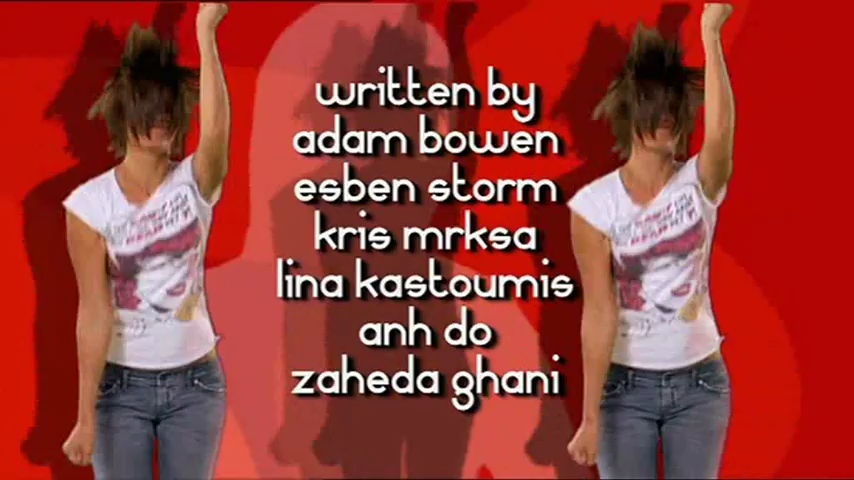 written by
adam bowen
esben storm
kris mrksa
lina kastoumis
anh do
zaheda ghani